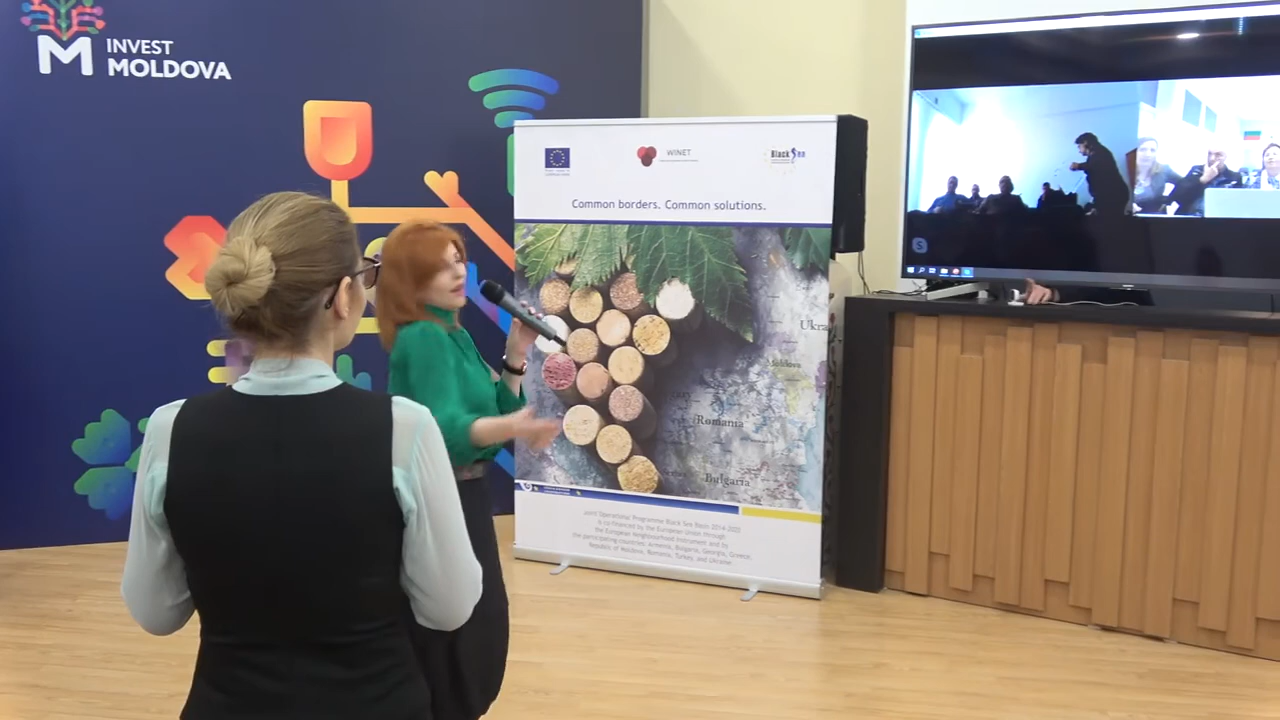 M
INVEST
MOLDOVA
WINET
Black Sea
Common borders. Common solutions.
Ukra
Moldova
Romania
Bulgaria
Joint Operational Programme Black Sea Basin 2014-2020
is co-financed by the European Union through
the European Neighbourhood Instrument and by
the participating countries: Armenia, Bulgaria, Georgia, Greece,
Republic of Moldova, Romania, Turkey, and Ukraine
S